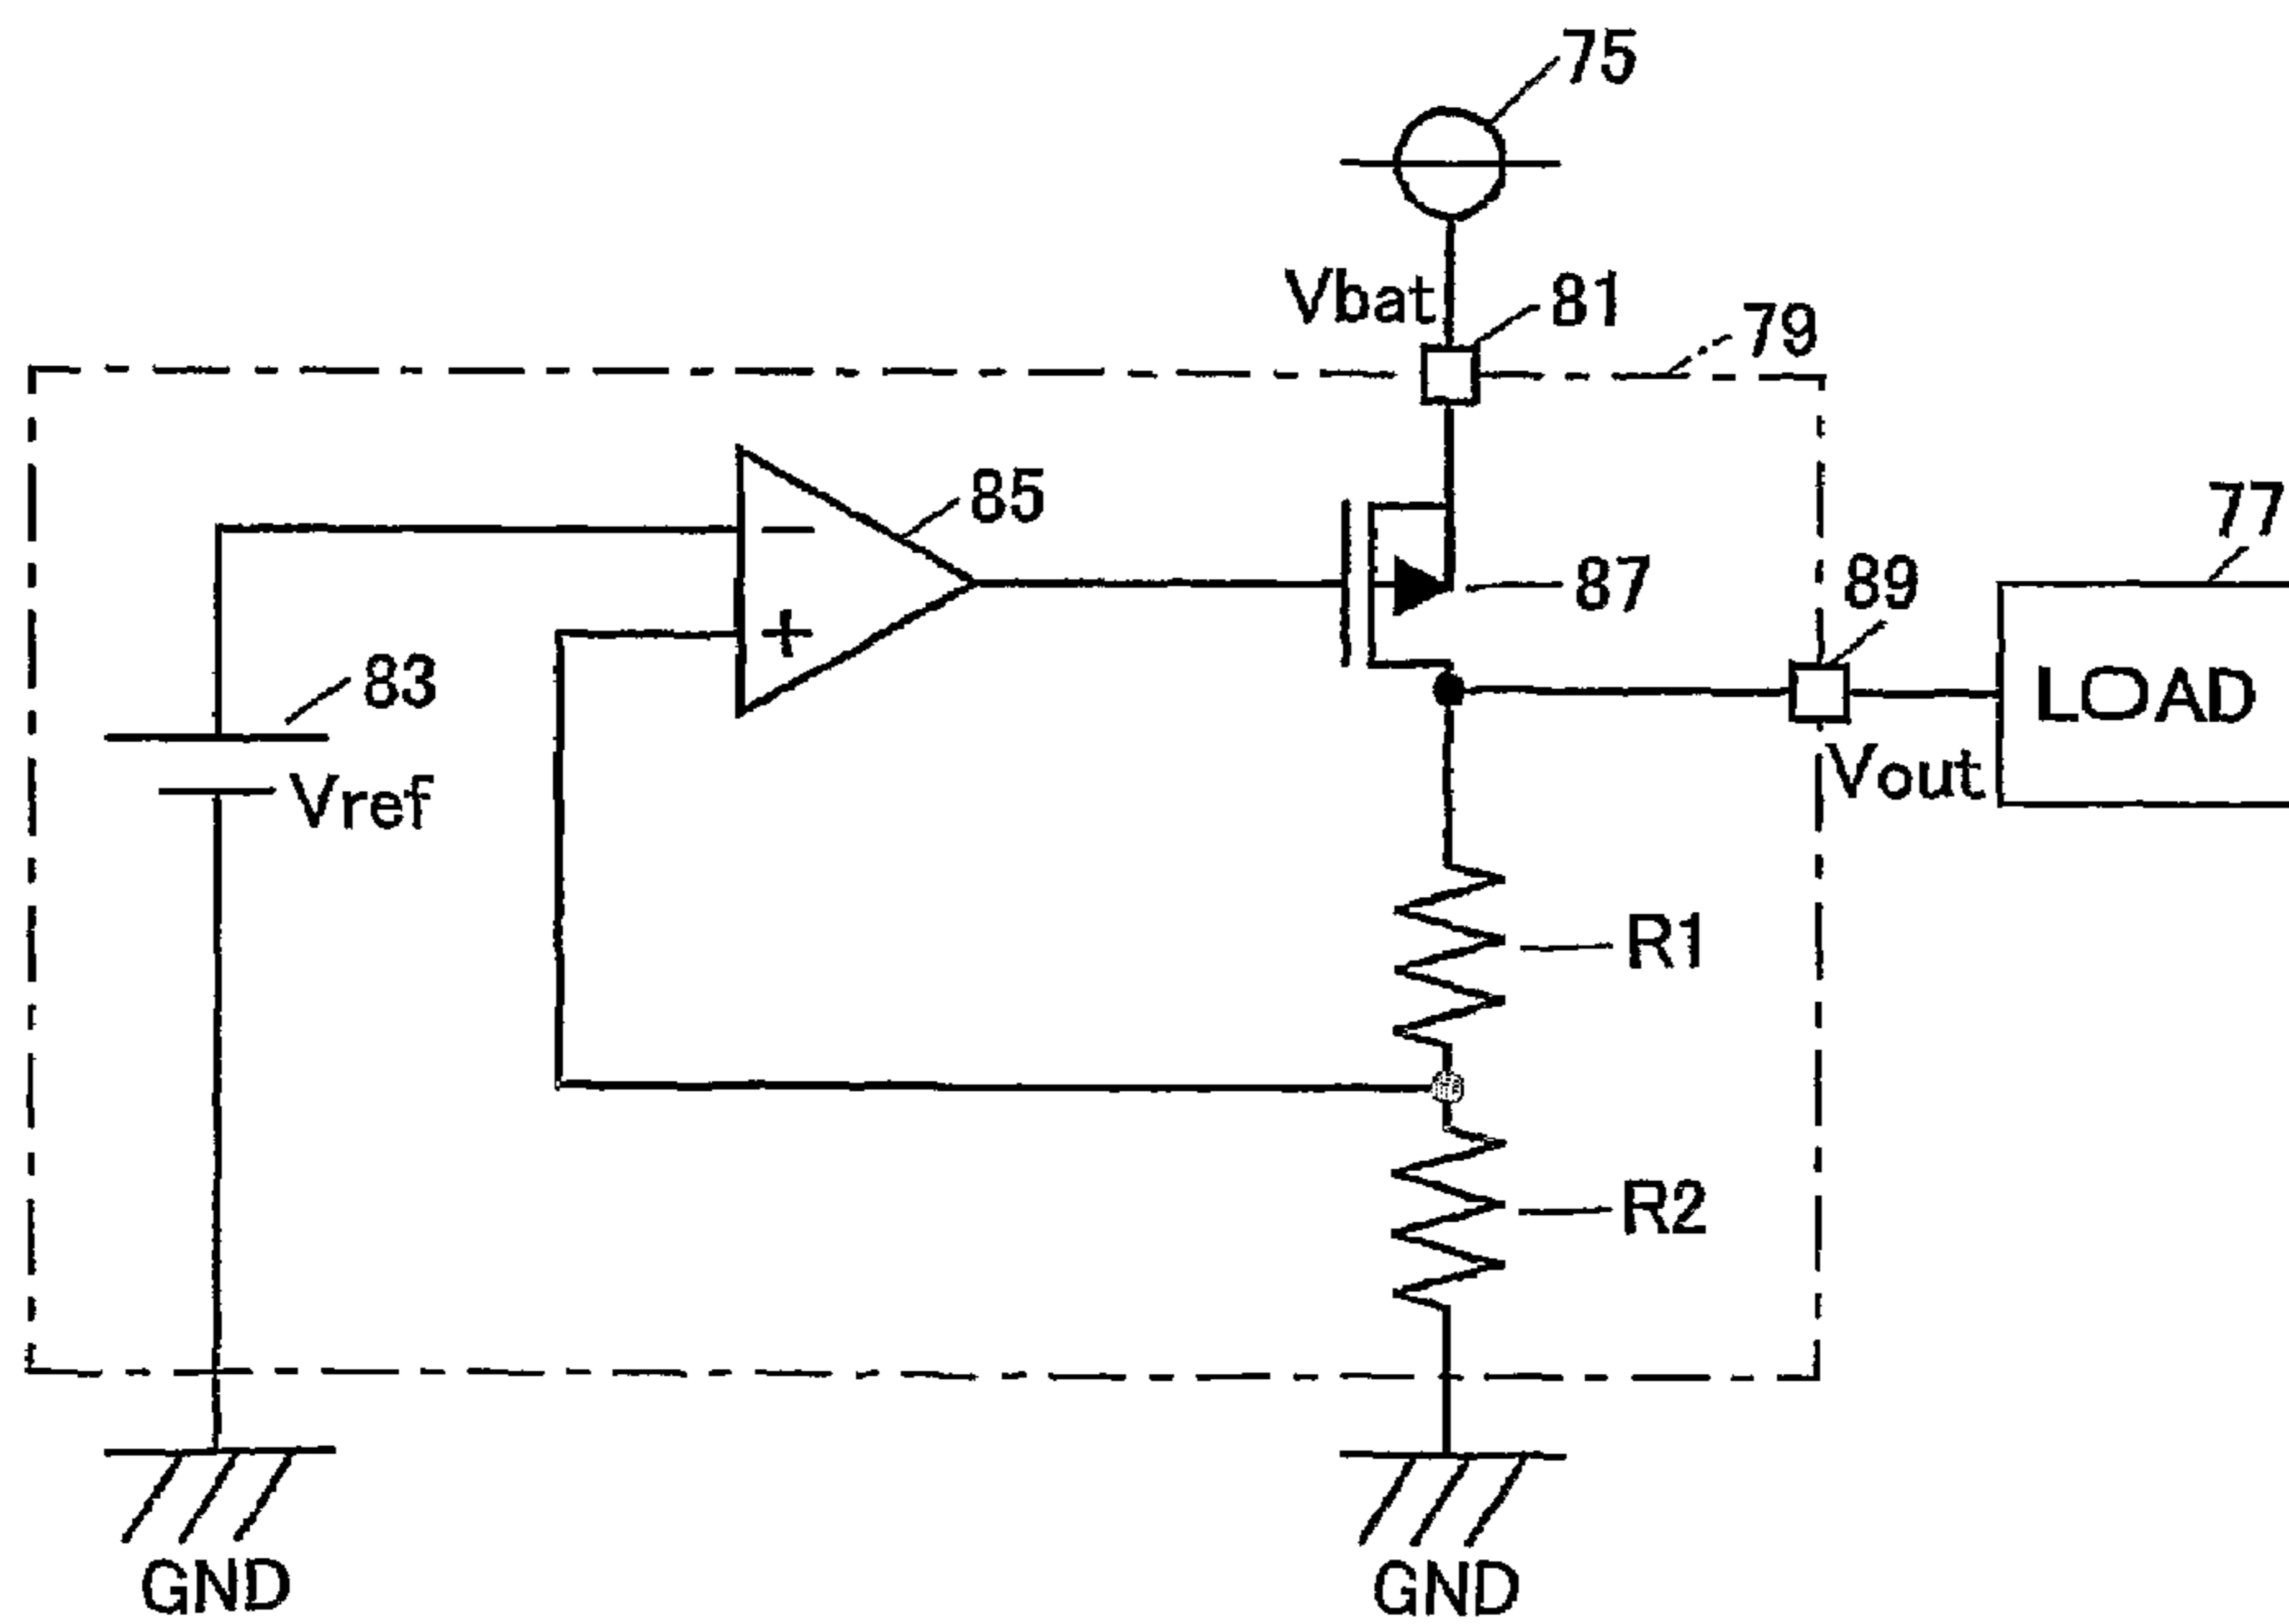 75
Vbat
81
79
85
77
87
89
LOAD
83
Vref
Vout
−
+
R1
R2
GND
GND